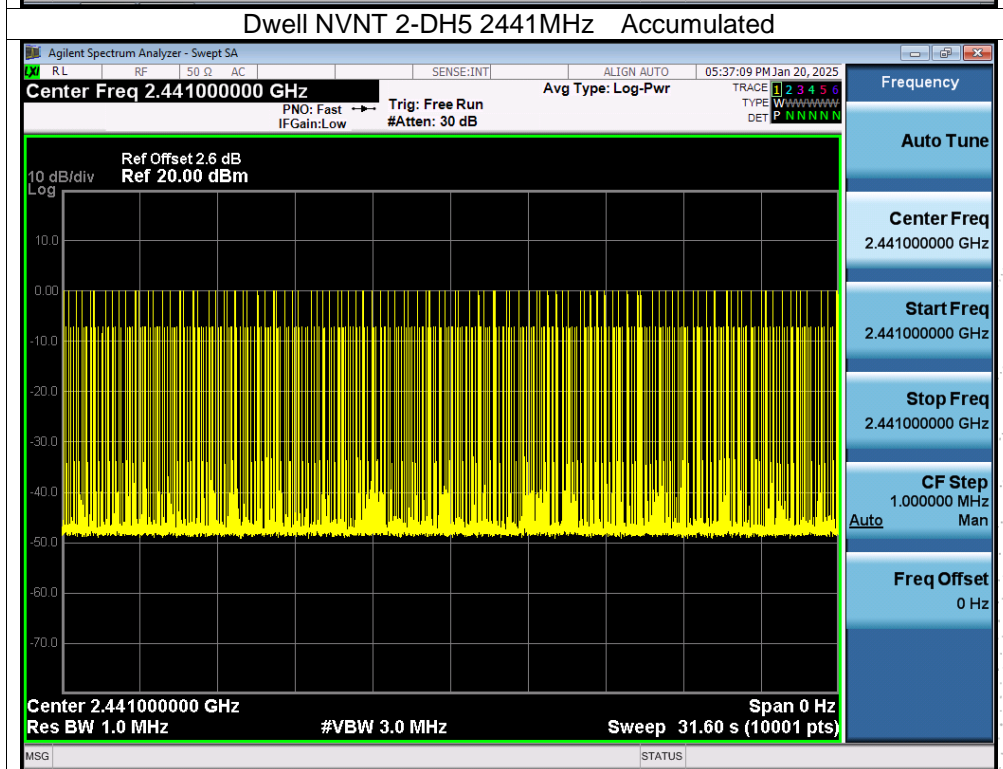 Dwell NVNT 2-DH5 2441MHz Accumulated
Agilent Spectrum Analyzer - Swept SA
LXI RL RF 50 Ω AC SENSE:INT ALIGN AUTO 05:37:09 PM Jan 20, 2025
Center Freq 2.441000000 GHz
PNO: Fast
IFGain:Low
Trig: Free Run
#Atten: 30 dB
Avg Type: Log-Pwr
TRACE 1 2 3 4 5 6
TYPE WWWWWW
DET P N N N N N
Frequency
Auto Tune
Center Freq
2.441000000 GHz
Start Freq
2.441000000 GHz
Stop Freq
2.441000000 GHz
CF Step
1.000000 MHz
Auto Man
Freq Offset
0 Hz
Ref Offset 2.6 dB
10 dB/div Ref 20.00 dBm
Log
10.0
0.00
-10.0
-20.0
-30.0
-40.0
-50.0
-60.0
-70.0
Center 2.441000000 GHz Span 0 Hz
Res BW 1.0 MHz #VBW 3.0 MHz Sweep 31.60 s (10001 pts)
MSG STATUS